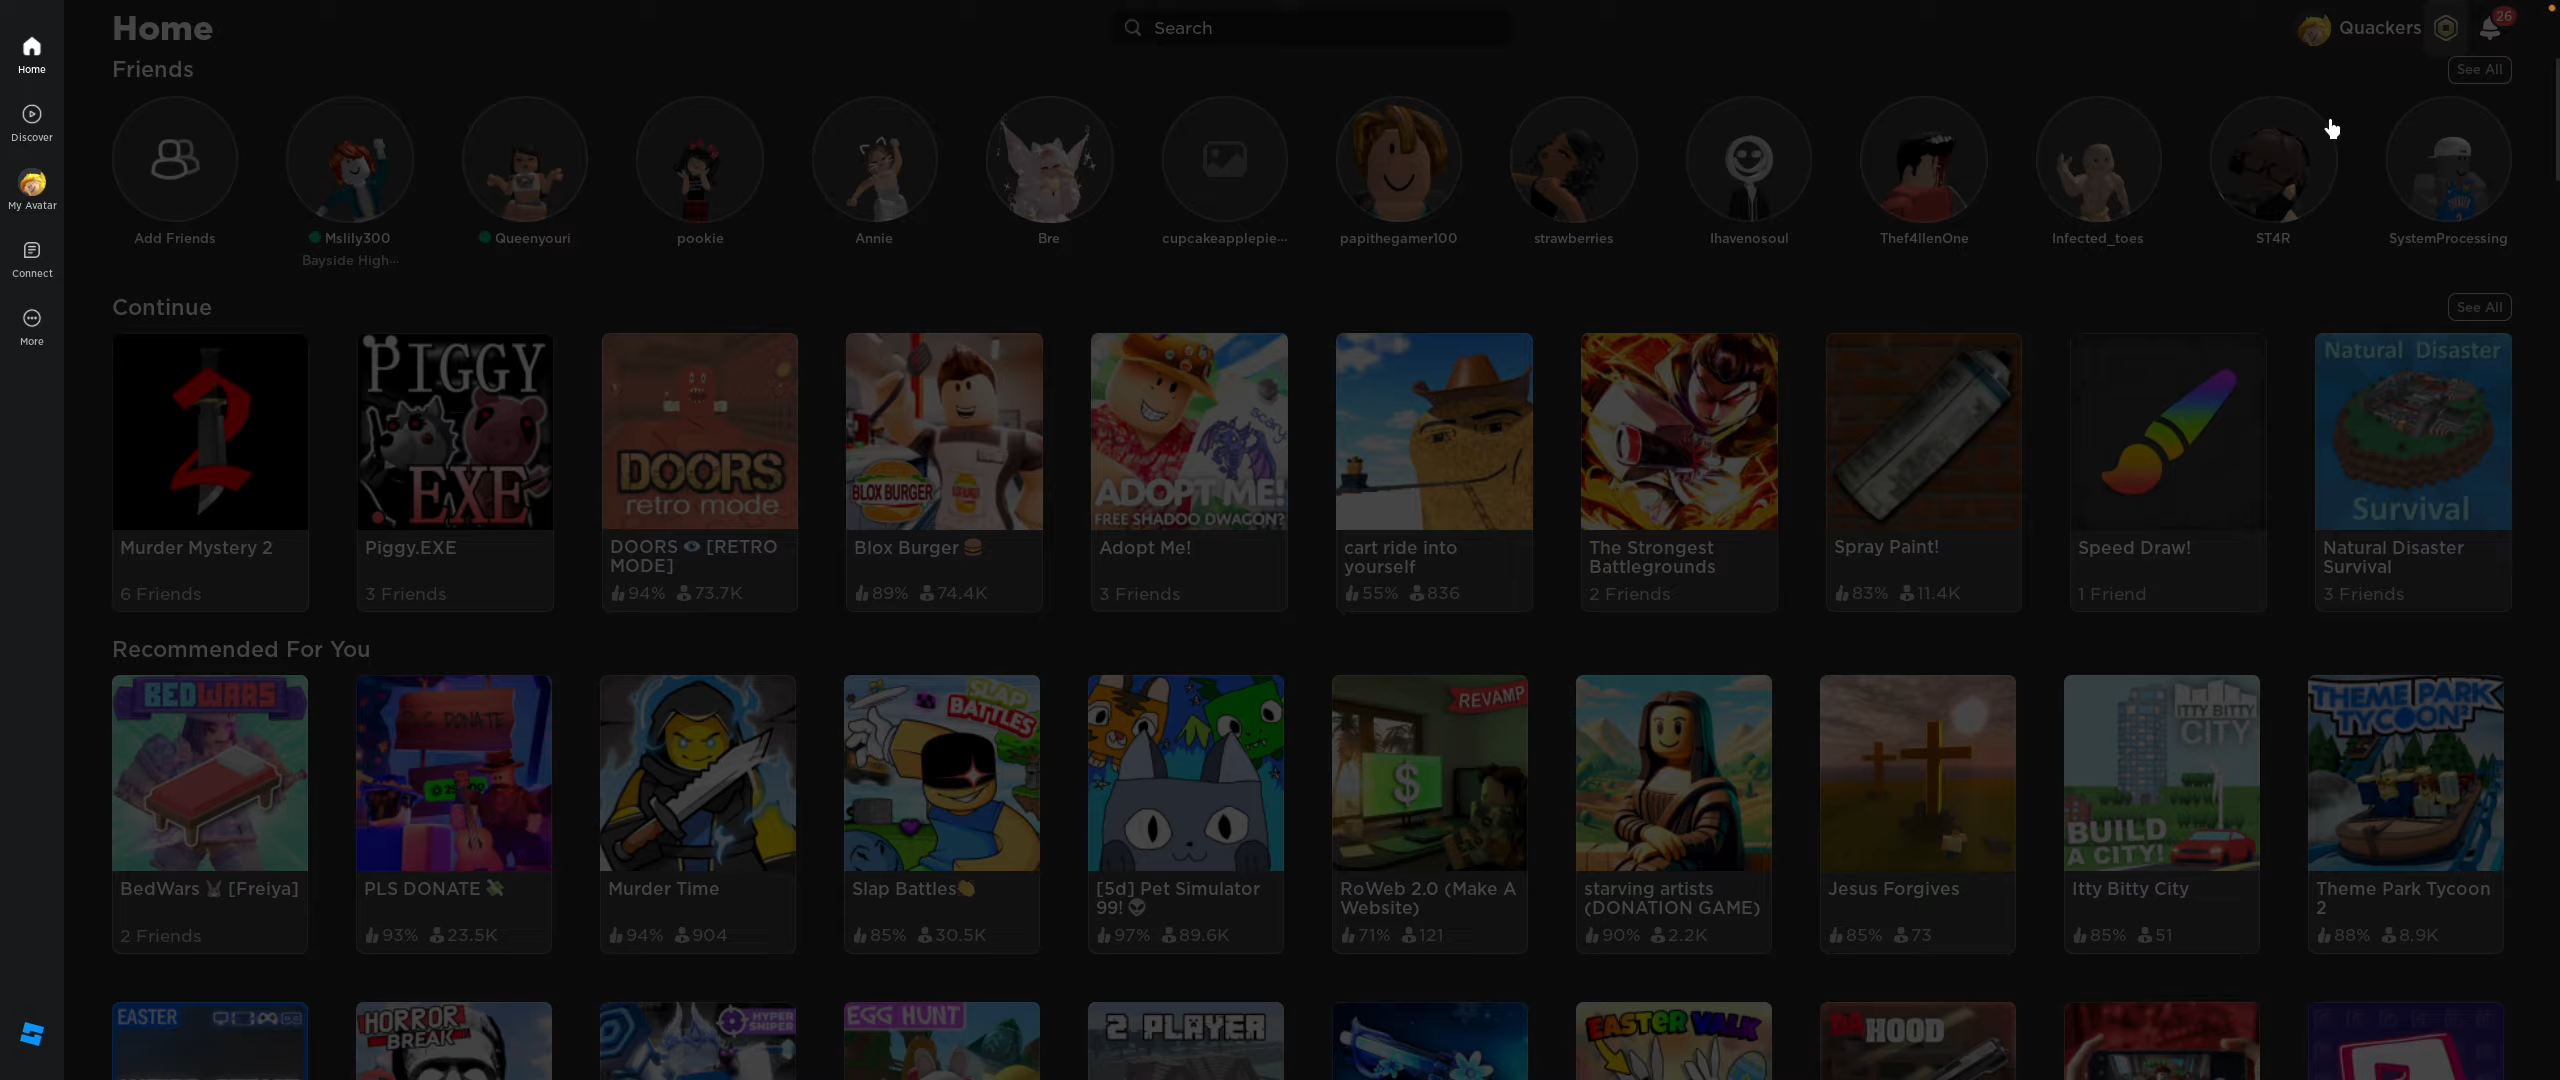 Home
Search
Quackers
26
Home
Discover
My Avatar
Connect
More
Friends
See All
Add Friends
Mslily300
Bayside High...
Queenyouri
pookie
Annie
Bre
cupcakeapplepie...
papithegamer100
strawberries
Ihavenosoul
Thef4llenOne
Infected_toes
ST4R
SystemProcessing
Continue
See All
2
PIGGY
.EXE
DOORS
retro mode
BLOX BURGER
scary
ADOPT ME!
FREE SHADOO DWACON?
Natural Disaster
Survival
Murder Mystery 2
6 Friends
Piggy.EXE
3 Friends
DOORS 👁 [RETRO
MODE]
94% 73.7K
Blox Burger 🍔
89% 74.4K
Adopt Me!
3 Friends
cart ride into
yourself
55% 836
The Strongest
Battlegrounds
2 Friends
Spray Paint!
83% 11.4K
Speed Draw!
1 Friend
Natural Disaster
Survival
3 Friends
Recommended For You
BEDWARS
PLS DONATE
SLAP
BATTLES
REVAMP
$
ITTY BITTY
CITY
BUILD
A CITY!
THEME PARK
TYCOON 2
BedWars 🐰 [Freiya]
2 Friends
PLS DONATE 💸
93% 23.5K
Murder Time
94% 904
Slap Battles👏
85% 30.5K
[5d] Pet Simulator
99! 👽
97% 89.6K
RoWeb 2.0 (Make A
Website)
71% 121
starving artists
(DONATION GAME)
90% 2.2K
Jesus Forgives
85% 73
Itty Bitty City
85% 51
Theme Park Tycoon
2
88% 8.9K
EASTER
HORROR
BREAK
HYPER
SNIPER
EGG HUNT
2 PLAYER
EASTER VALK
DA HOOD